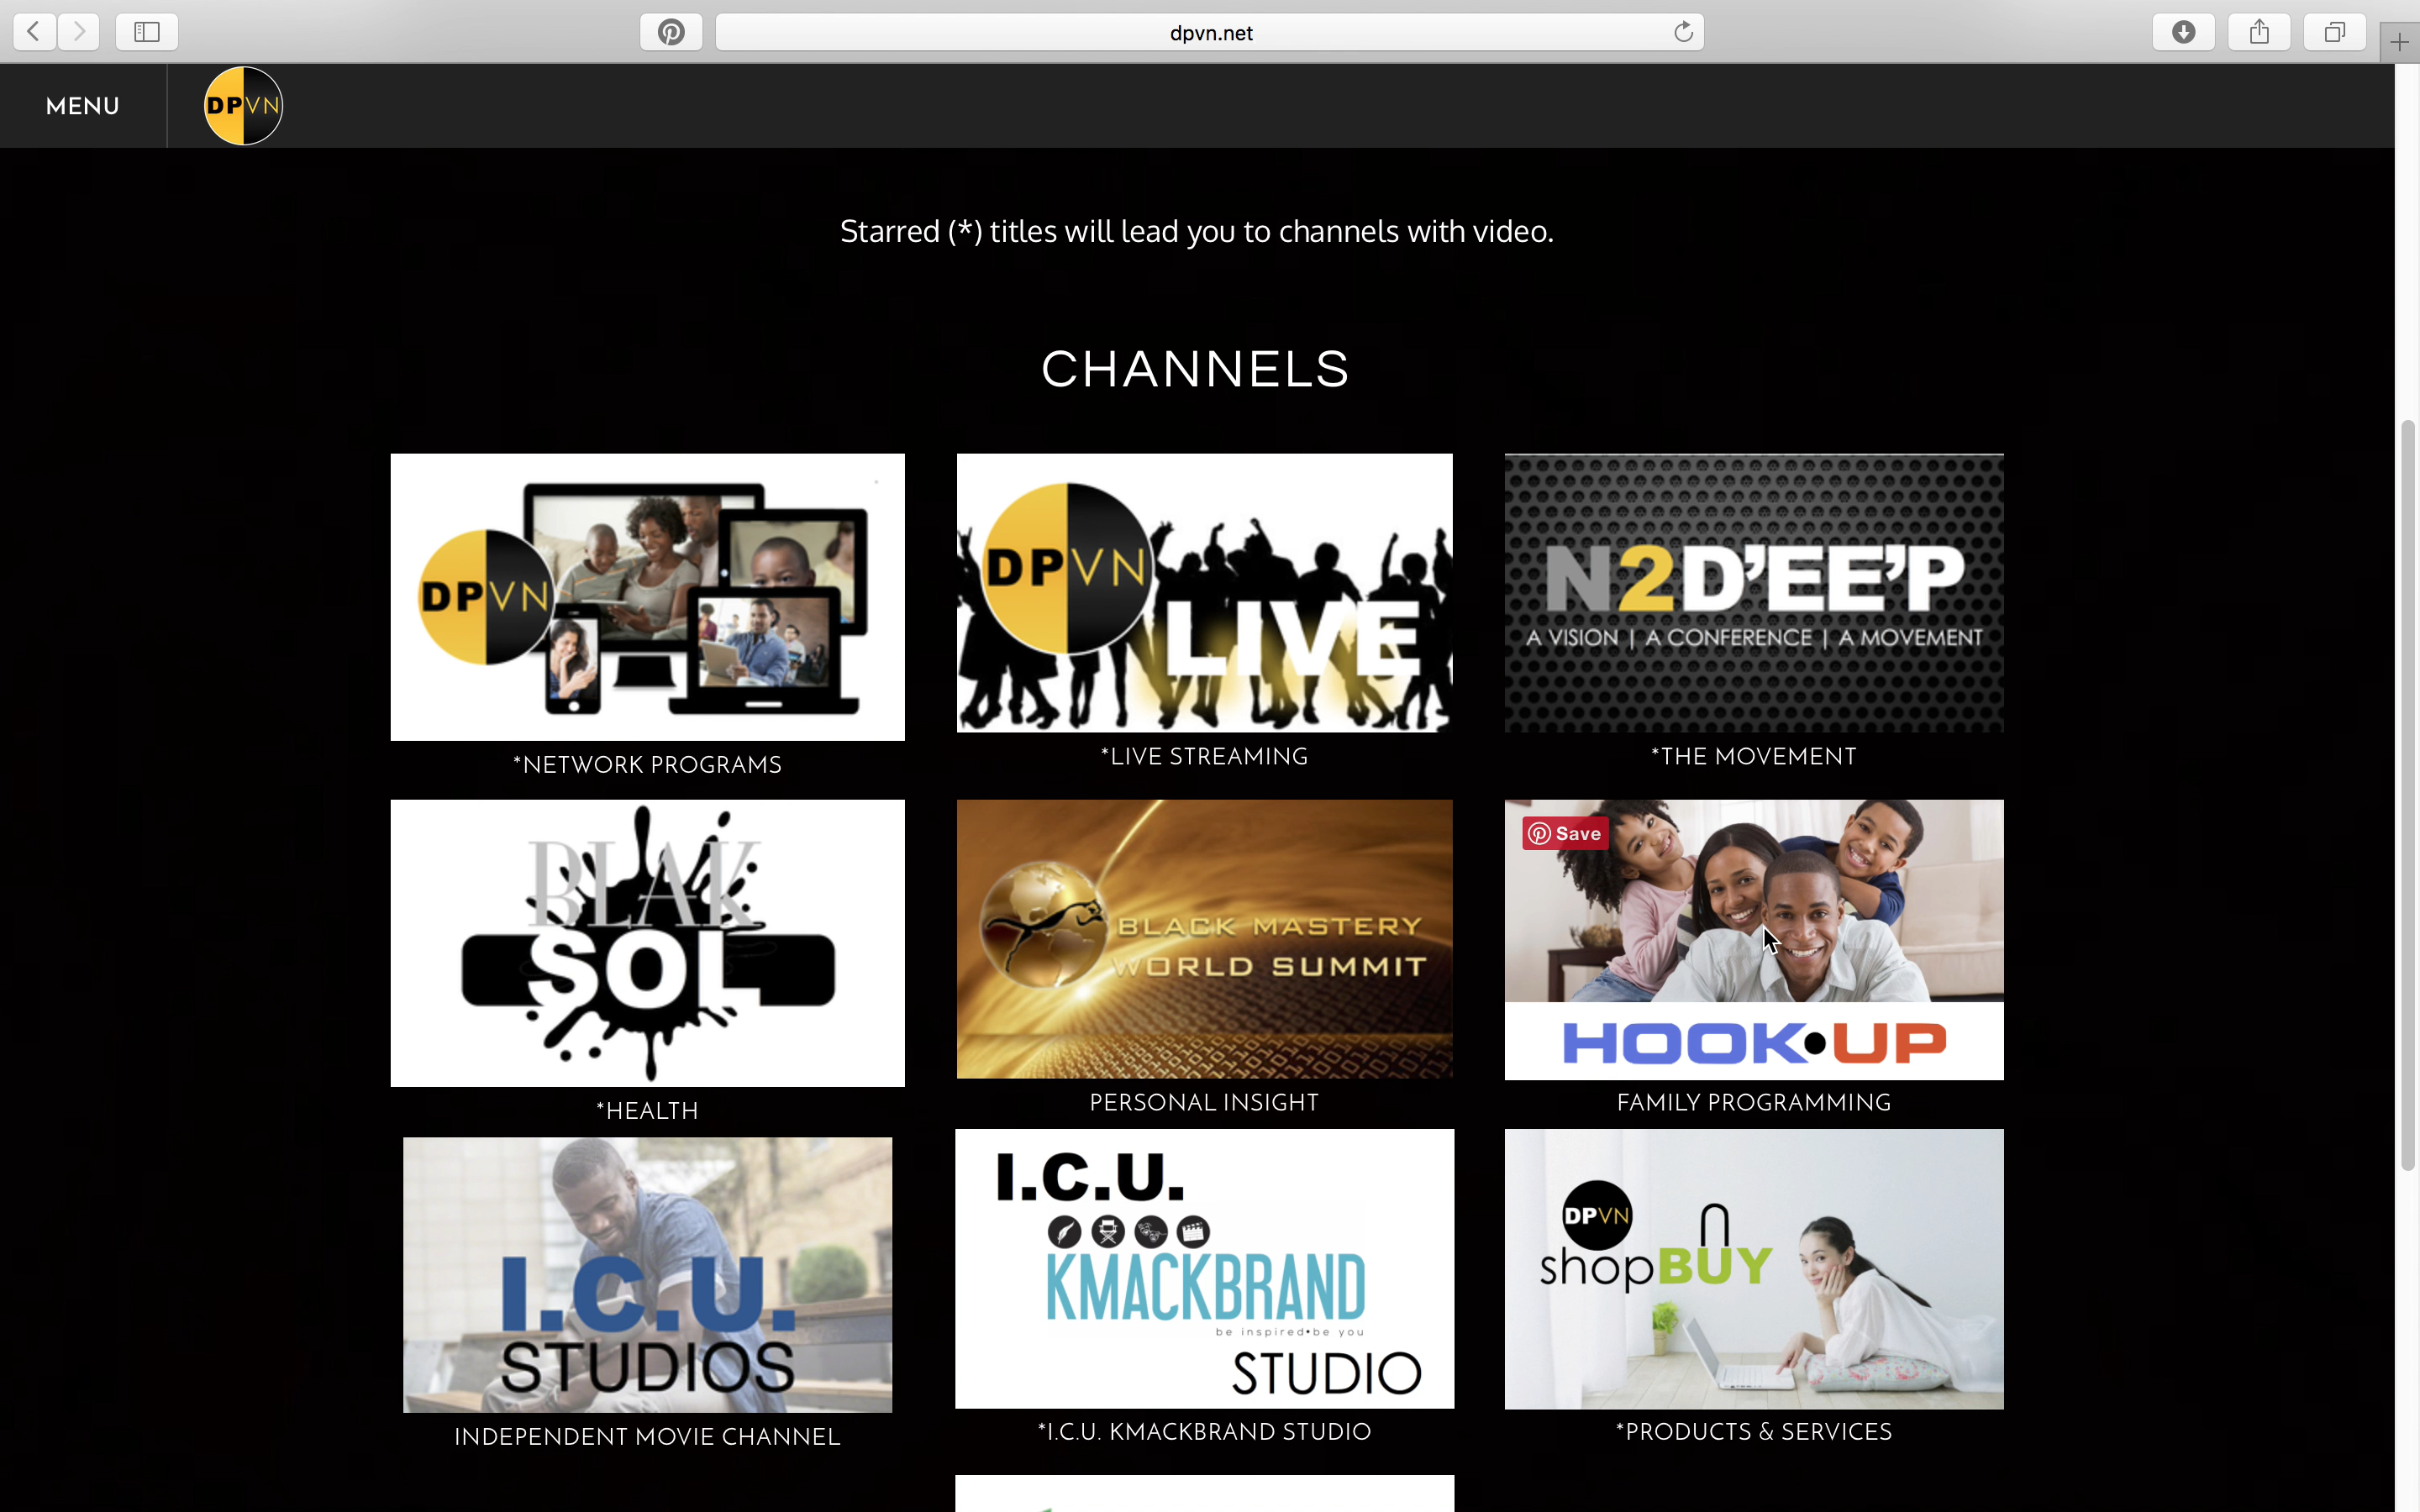 dpvn.net
MENU
DPVN
Starred (*) titles will lead you to channels with video.
CHANNELS
DPVN
DPVN
LIVE
N2D'EE'P
A VISION | A CONFERENCE | A MOVEMENT
*NETWORK PROGRAMS
*LIVE STREAMING
*THE MOVEMENT
BLAK
SOL
BLACK MASTERY
WORLD SUMMIT
Save
HOOK•UP
*HEALTH
PERSONAL INSIGHT
FAMILY PROGRAMMING
I.C.U.
STUDIOS
I.C.U.
KMACKBRAND
be inspired•be you
STUDIO
DPVN
shopBUY
INDEPENDENT MOVIE CHANNEL
*I.C.U. KMACKBRAND STUDIO
*PRODUCTS & SERVICES